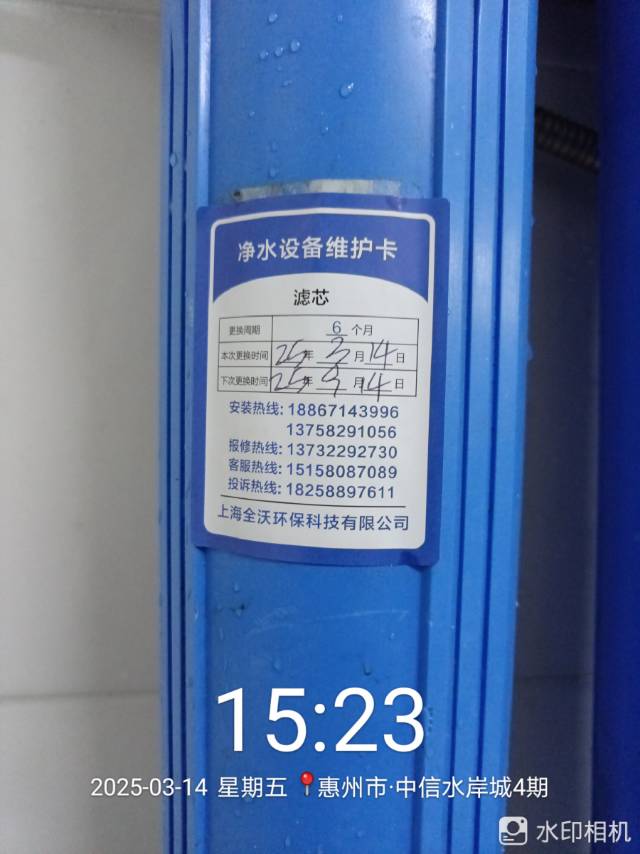 净水设备维护卡
滤芯
更换周期 6 个月
本次更换时间 25 年 3 月 14 日
下次更换时间 25 年 9 月 14 日
安装热线: 18867143996
13758291056
报修热线: 13732292730
客服热线: 15158087089
投诉热线: 18258897611
上海全沃环保科技有限公司
15:23
2025-03-14 星期五 📍惠州市·中信水岸城4期
水印相机